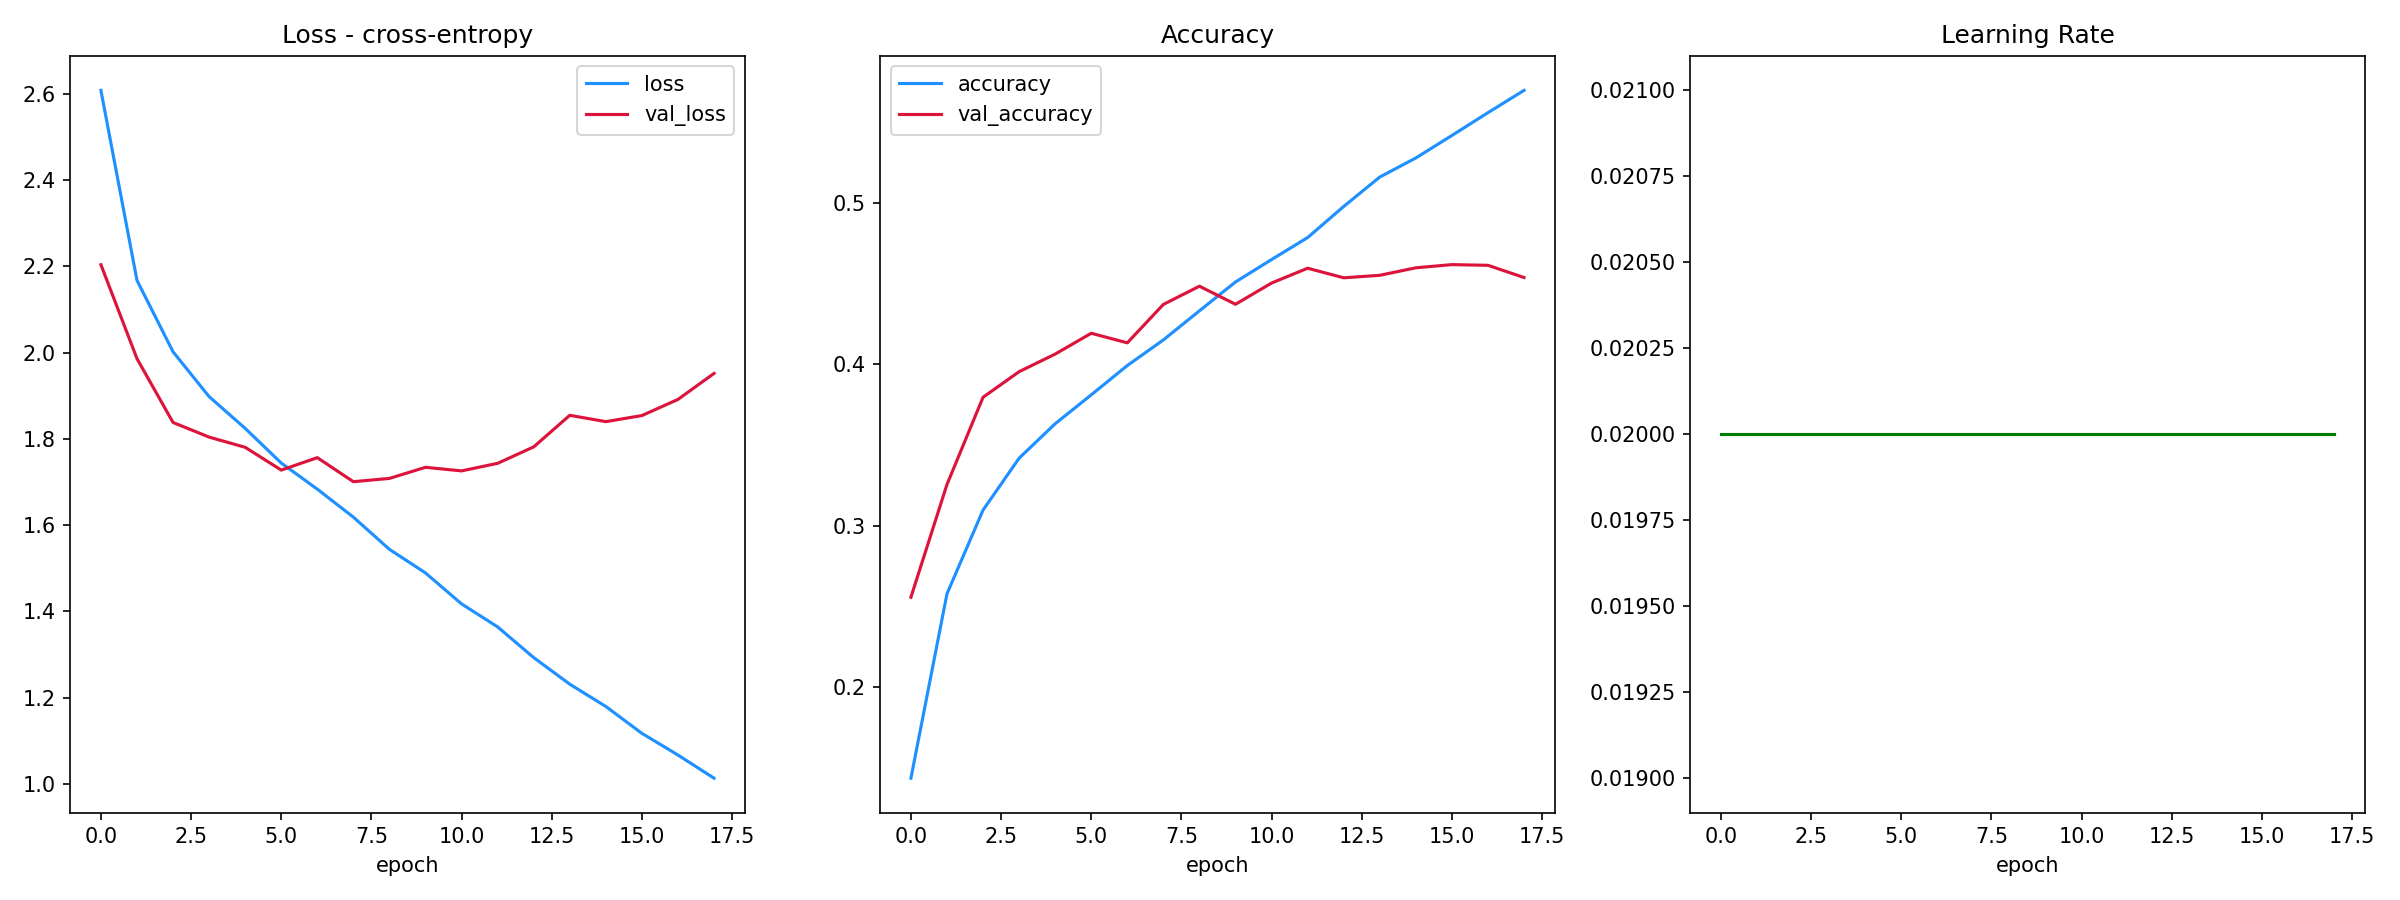 Loss - cross-entropy
loss
val_loss
2.6
2.4
2.2
2.0
1.8
1.6
1.4
1.2
1.0
0.0 2.5 5.0 7.5 10.0 12.5 15.0 17.5
epoch
Accuracy
accuracy
val_accuracy
0.5
0.4
0.3
0.2
0.0 2.5 5.0 7.5 10.0 12.5 15.0 17.5
epoch
Learning Rate
0.02100
0.02075
0.02050
0.02025
0.02000
0.01975
0.01950
0.01925
0.01900
0.0 2.5 5.0 7.5 10.0 12.5 15.0 17.5
epoch